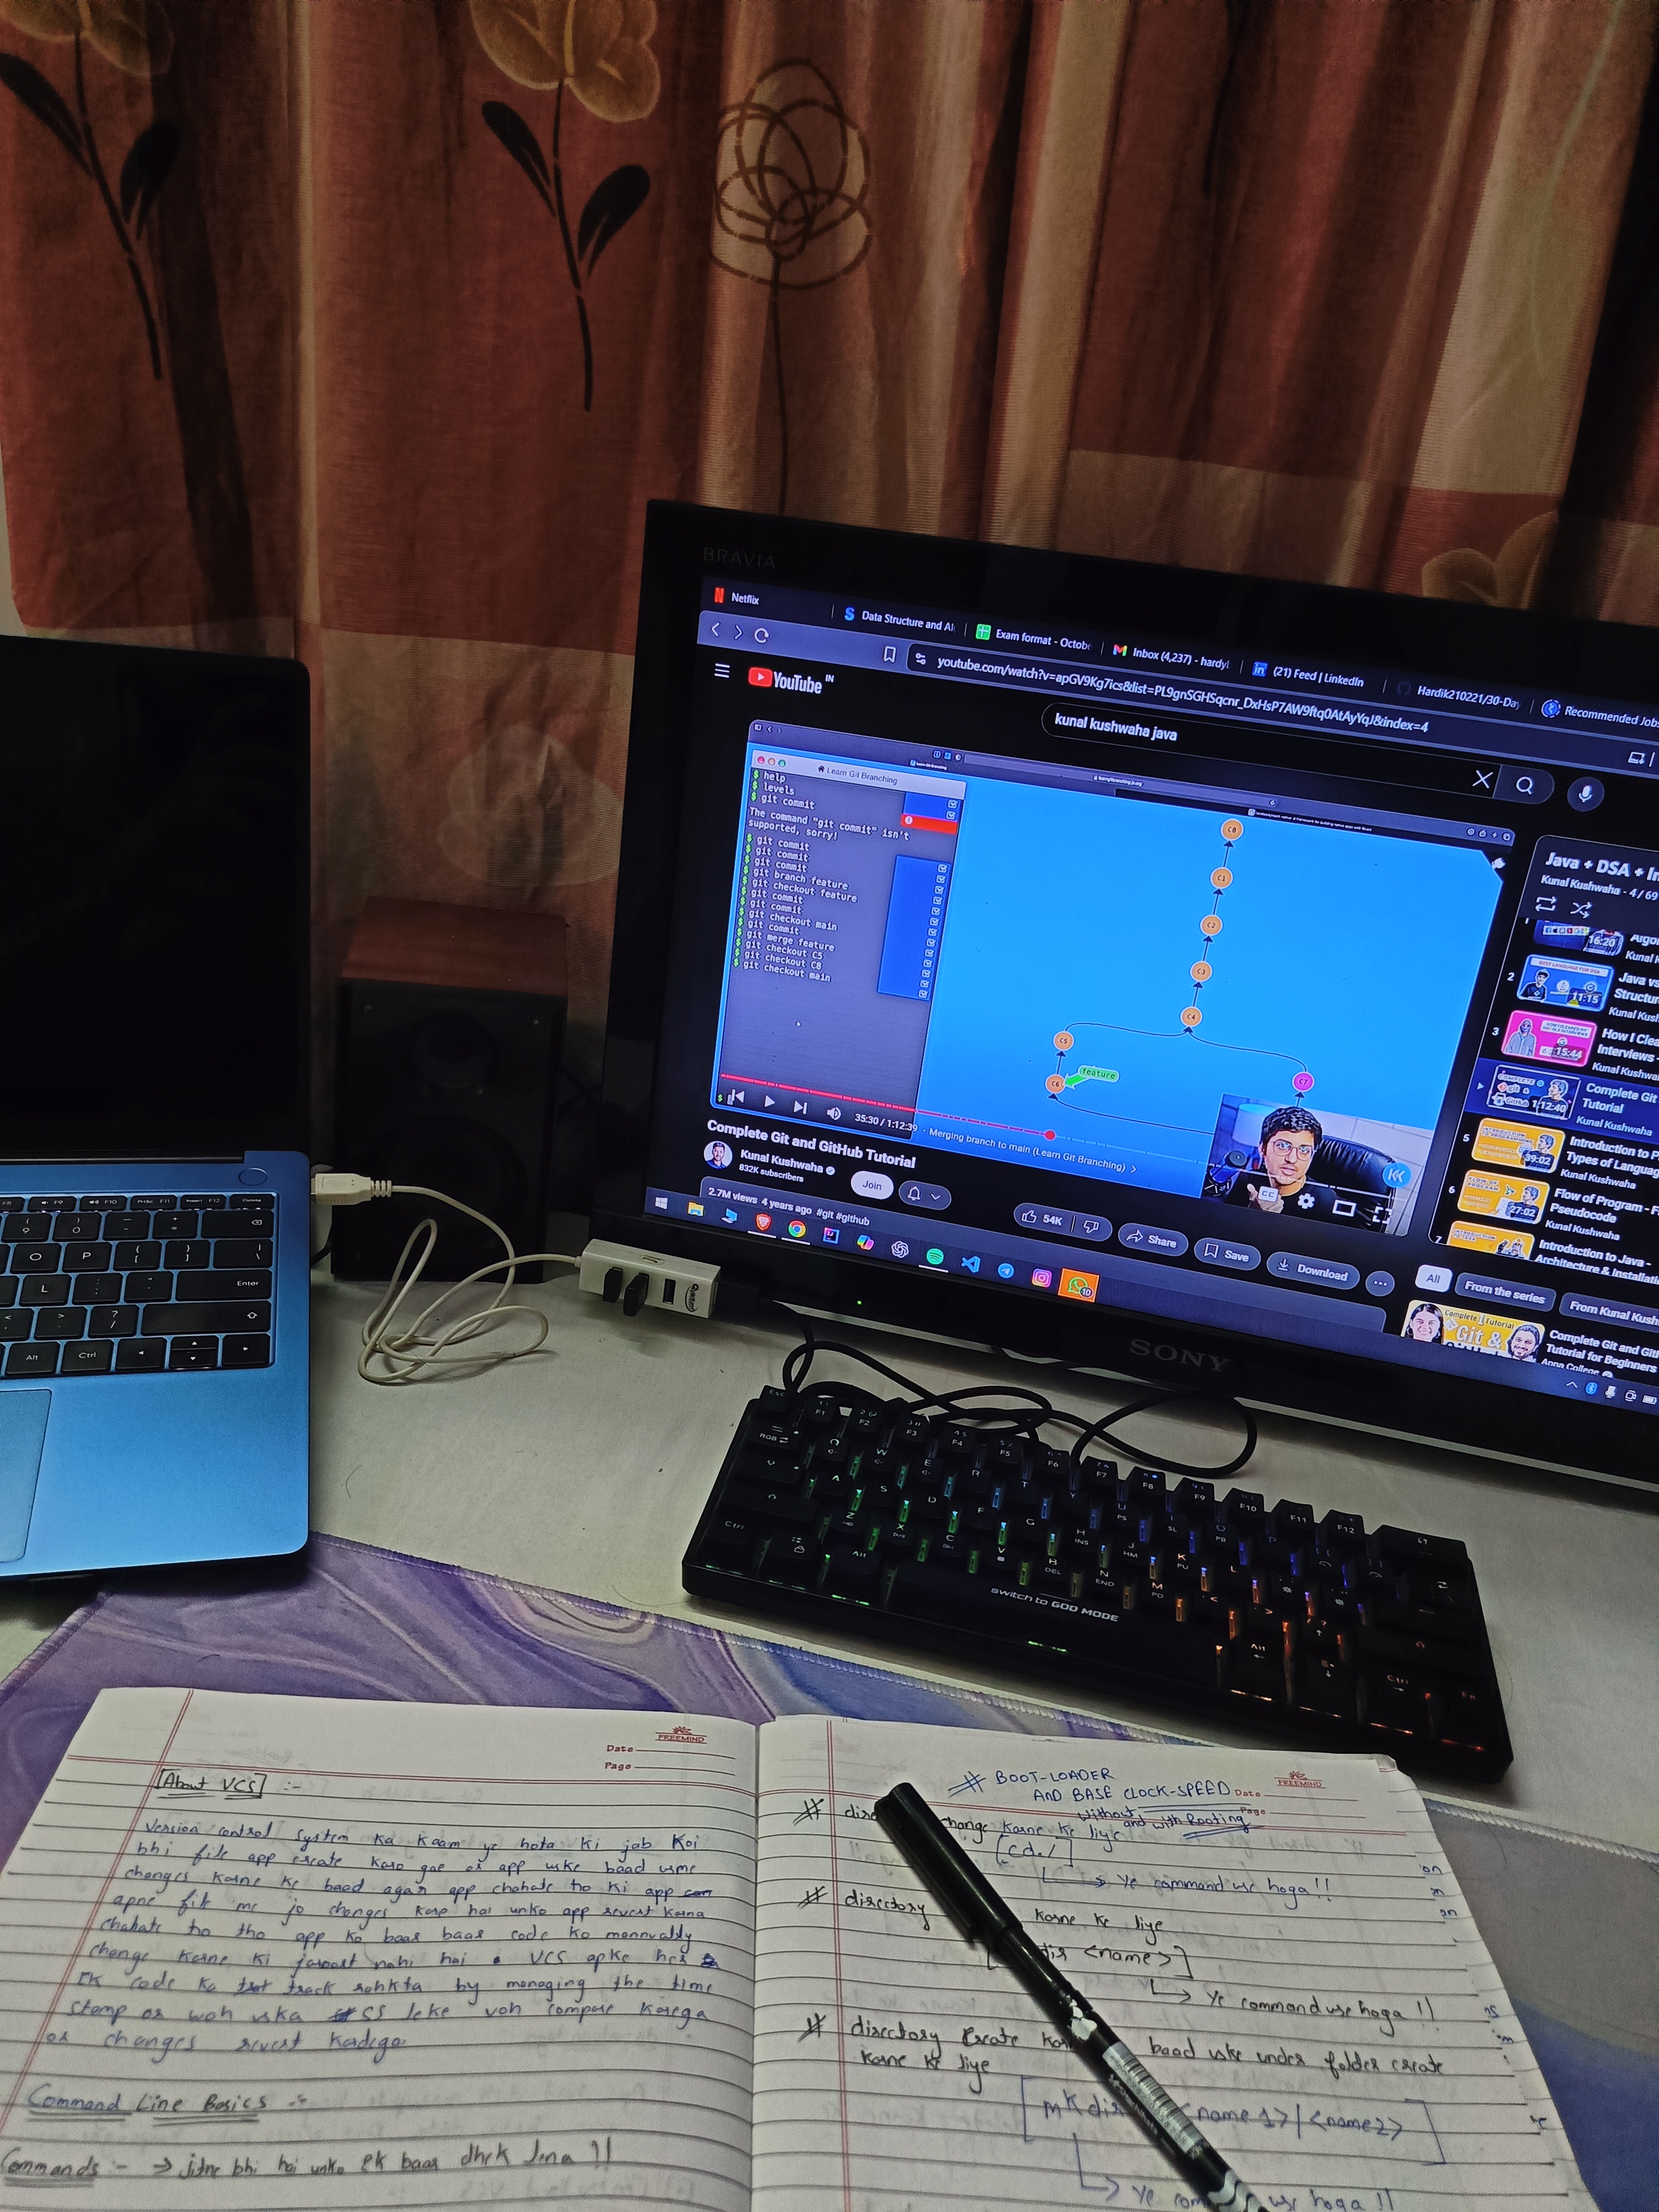 BRAVIA
Netflix
Data Structure and Al
Exam format - Octobe
Inbox (4,237) - hardy
(21) Feed | LinkedIn
Hardik210221/30-Day
Recommended Jobs
youtube.com/watch?v=apGV9Kg7ics&list=PL9gnSGHSqcnr_DxHsP7AW9ftq0AtAyYqJ&index=4
YouTube IN
kunal kushwaha java
Learn Git Branching
$ help
$ levels
$ git commit
The command "git commit" isn't
supported, sorry!
$ git commit
$ git commit
$ git commit
$ git branch feature
$ git checkout feature
$ git commit
$ git commit
$ git checkout main
$ git commit
$ git merge feature
$ git checkout C5
$ git checkout C8
$ git checkout main
$
C0
C1
C2
C3
C4
C5
C6
feature
C7
35:30 / 1:12:39 · Merging branch to main (Learn Git Branching)
CC
Complete Git and GitHub Tutorial
Kunal Kushwaha
832K subscribers
Join
54K
Share
Save
Download
2.7M views 4 years ago #git #github
Java + DSA + In
Kunal Kushwaha - 4 / 69
Algor
Kunal K
16:20
2
11:15
Java vs
Structur
Kunal Kush
3
15:44
How I Clea
Interviews -
Kunal Kushwa
1:12:40
Complete Git
Tutorial
Kunal Kushwaha
5
39:02
Introduction to P
Types of Languag
Kunal Kushwaha
6
27:02
Flow of Program - F
Pseudocode
Kunal Kushwaha
7
Introduction to Java -
Architecture & Installati
All
From the series
From Kunal Kush
Complete Tutorial
Git &
Complete Git and Gith
Tutorial for Beginners
Apna College
10
SONY
switch to GOD MODE
FREEMIND
Date
Page
[About VCS] :-
Version control system ka kaam ye hota ki jab koi
bhi file app create karo gae or app uske baad usme
changes karne ke baad agar app chahate ho ki app
apne file me jo changes kare hai unko app revert karna
chahate ho tho app ko baar baar code ko mannually
change karne ki jaroort nahi hai . VCS apke har
EK code ka track rahkta by managing the time
stamp or woh uska SS leke voh compare karega
or changes revert kadega
Command Line Basics :-
Commands :- → jitne bhi hai unko ek baar dhek lena !!
FREEMIND
Date
Page
# BOOT-LOADER
AND BASE CLOCK-SPEED
Without and with Rooting
# dire change karne ke liye
[cd./]
→ ye command use hoga !!
# directory karne ke liye
dir <name>]
→ ye command use hoga !!
# directory create kar baad uske under folder create
karne ke liye
[mkdir <name1>/<name2>]
→ ye com use hoga !!